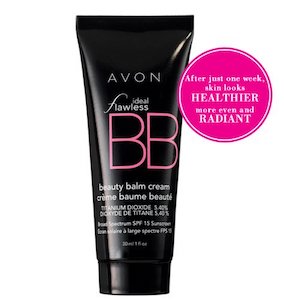 AVON
ideal
flawless
BB
beauty balm cream
crème baume beauté
TITANIUM DIOXIDE 5.40%
DIOXYDE DE TITANE 5,40 %
Broad Spectrum SPF 15 Sunscreen
Écran solaire à large spectre FPS 15
30 ml 1 fl oz
After just one week,
skin looks
HEALTHIER
more even and
RADIANT